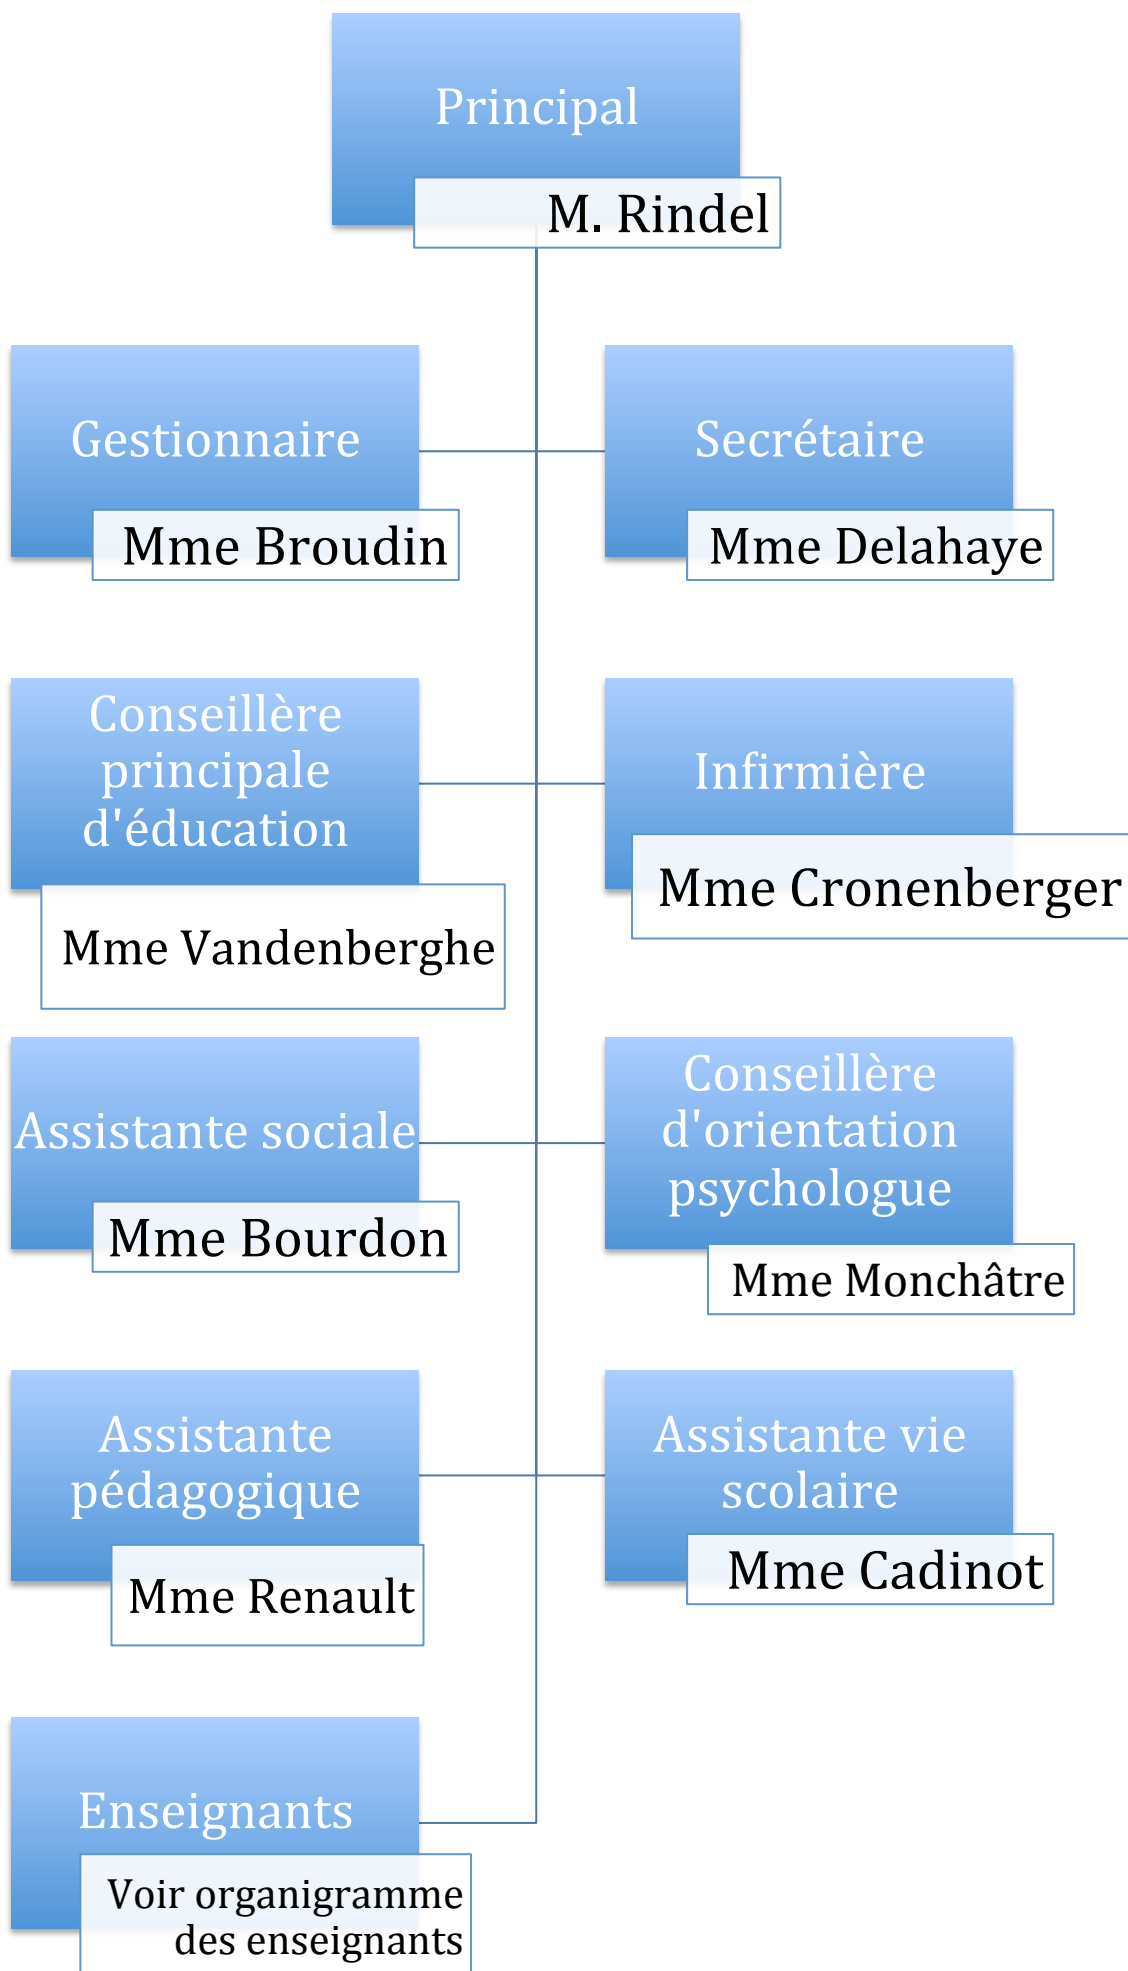 Principal
M. Rindel
Gestionnaire
Mme Broudin
Secrétaire
Mme Delahaye
Conseillère
principale
d'éducation
Mme Vandenberghe
Infirmière
Mme Cronenberger
Assistante sociale
Mme Bourdon
Conseillère
d'orientation
psychologue
Mme Monchâtre
Assistante
pédagogique
Mme Renault
Assistante vie
scolaire
Mme Cadinot
Enseignants
Voir organigramme
des enseignants